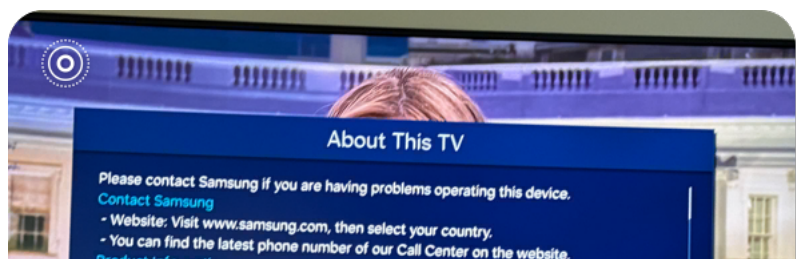 About This TV
Please contact Samsung if you are having problems operating this device.
Contact Samsung
- Website: Visit www.samsung.com, then select your country.
- You can find the latest phone number of our Call Center on the website.
Product